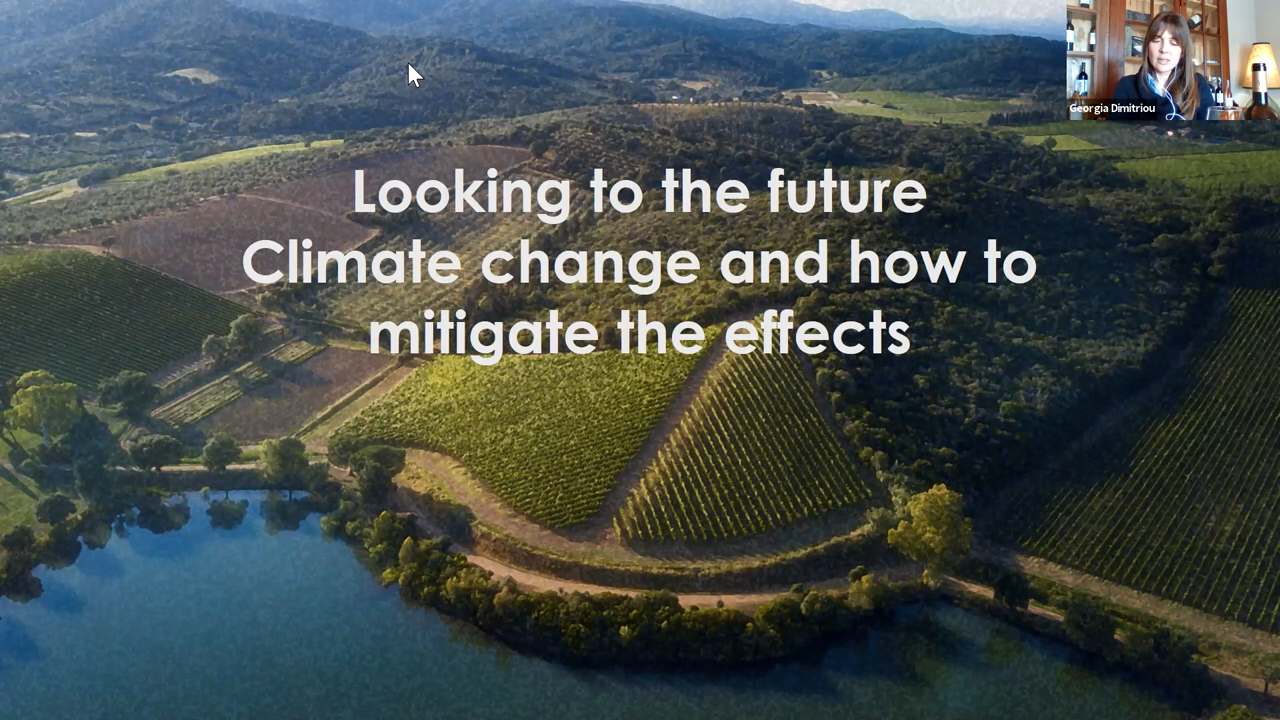 Georgia Dimitriou
Looking to the future
Climate change and how to
mitigate the effects